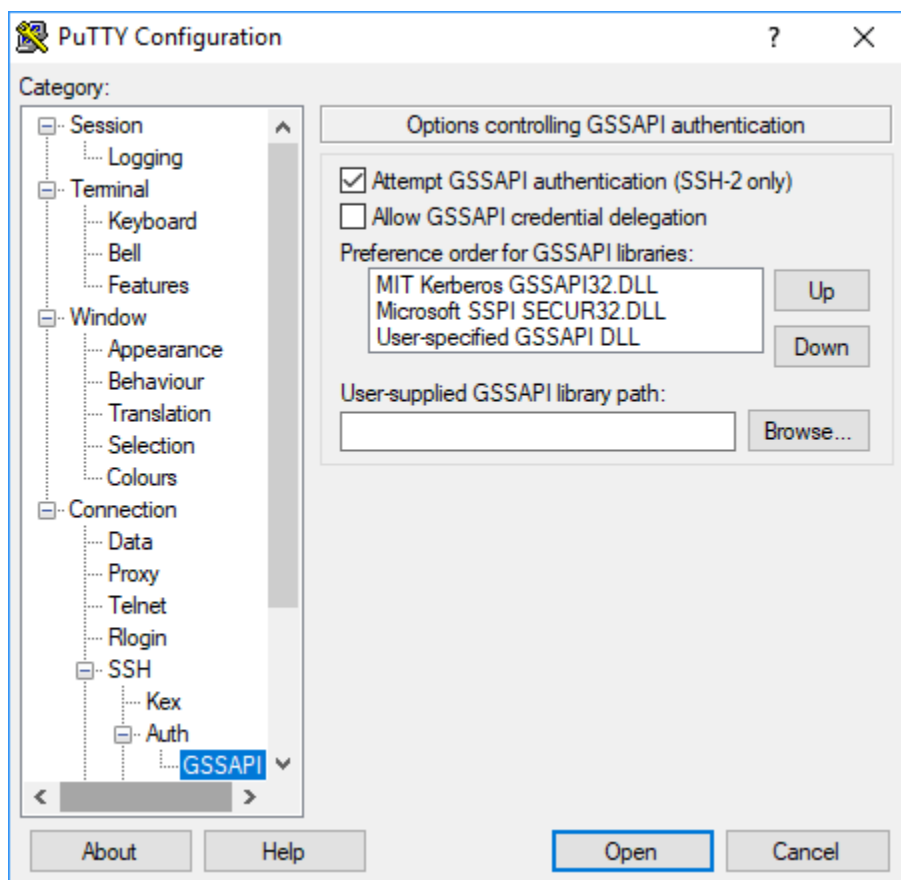 PuTTY Configuration
?
Category:
Session
Logging
Terminal
Keyboard
Bell
Features
Window
Appearance
Behaviour
Translation
Selection
Colours
Connection
Data
Proxy
Telnet
Rlogin
SSH
Kex
Auth
GSSAPI
Options controlling GSSAPI authentication
Attempt GSSAPI authentication (SSH-2 only)
Allow GSSAPI credential delegation
Preference order for GSSAPI libraries:
MIT Kerberos GSSAPI32.DLL
Microsoft SSPI SECUR32.DLL
User-specified GSSAPI DLL
Up
Down
User-supplied GSSAPI library path:
Browse...
About
Help
Open
Cancel